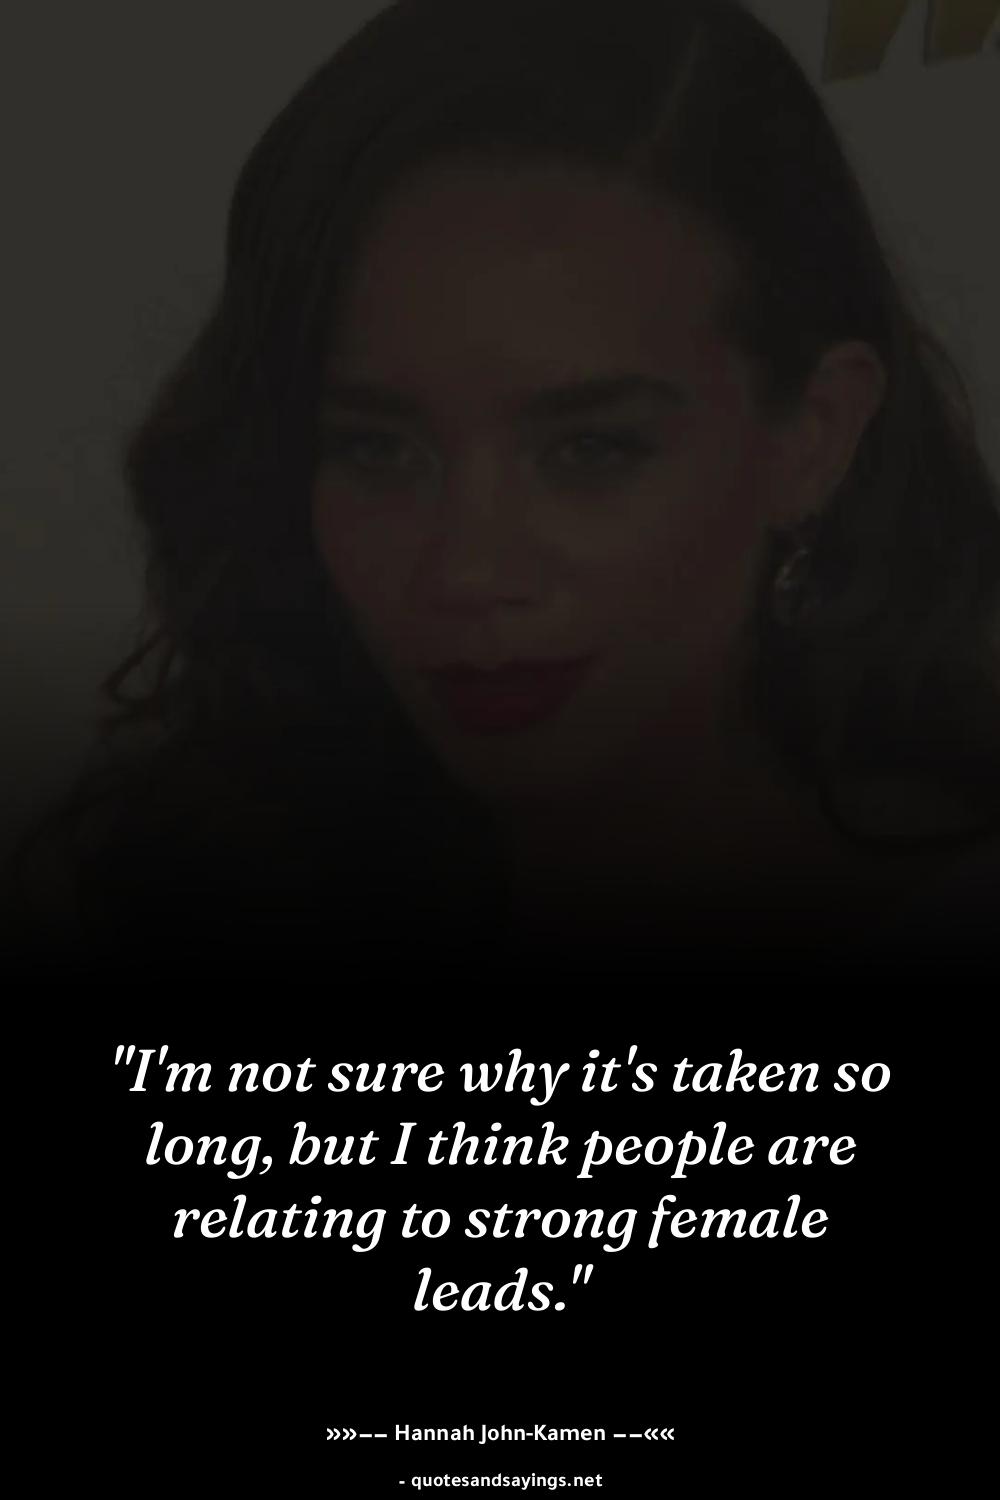 "I'm not sure why it's taken so
long, but I think people are
relating to strong female
leads."
»»–– Hannah John-Kamen ––««
- quotesandsayings.net